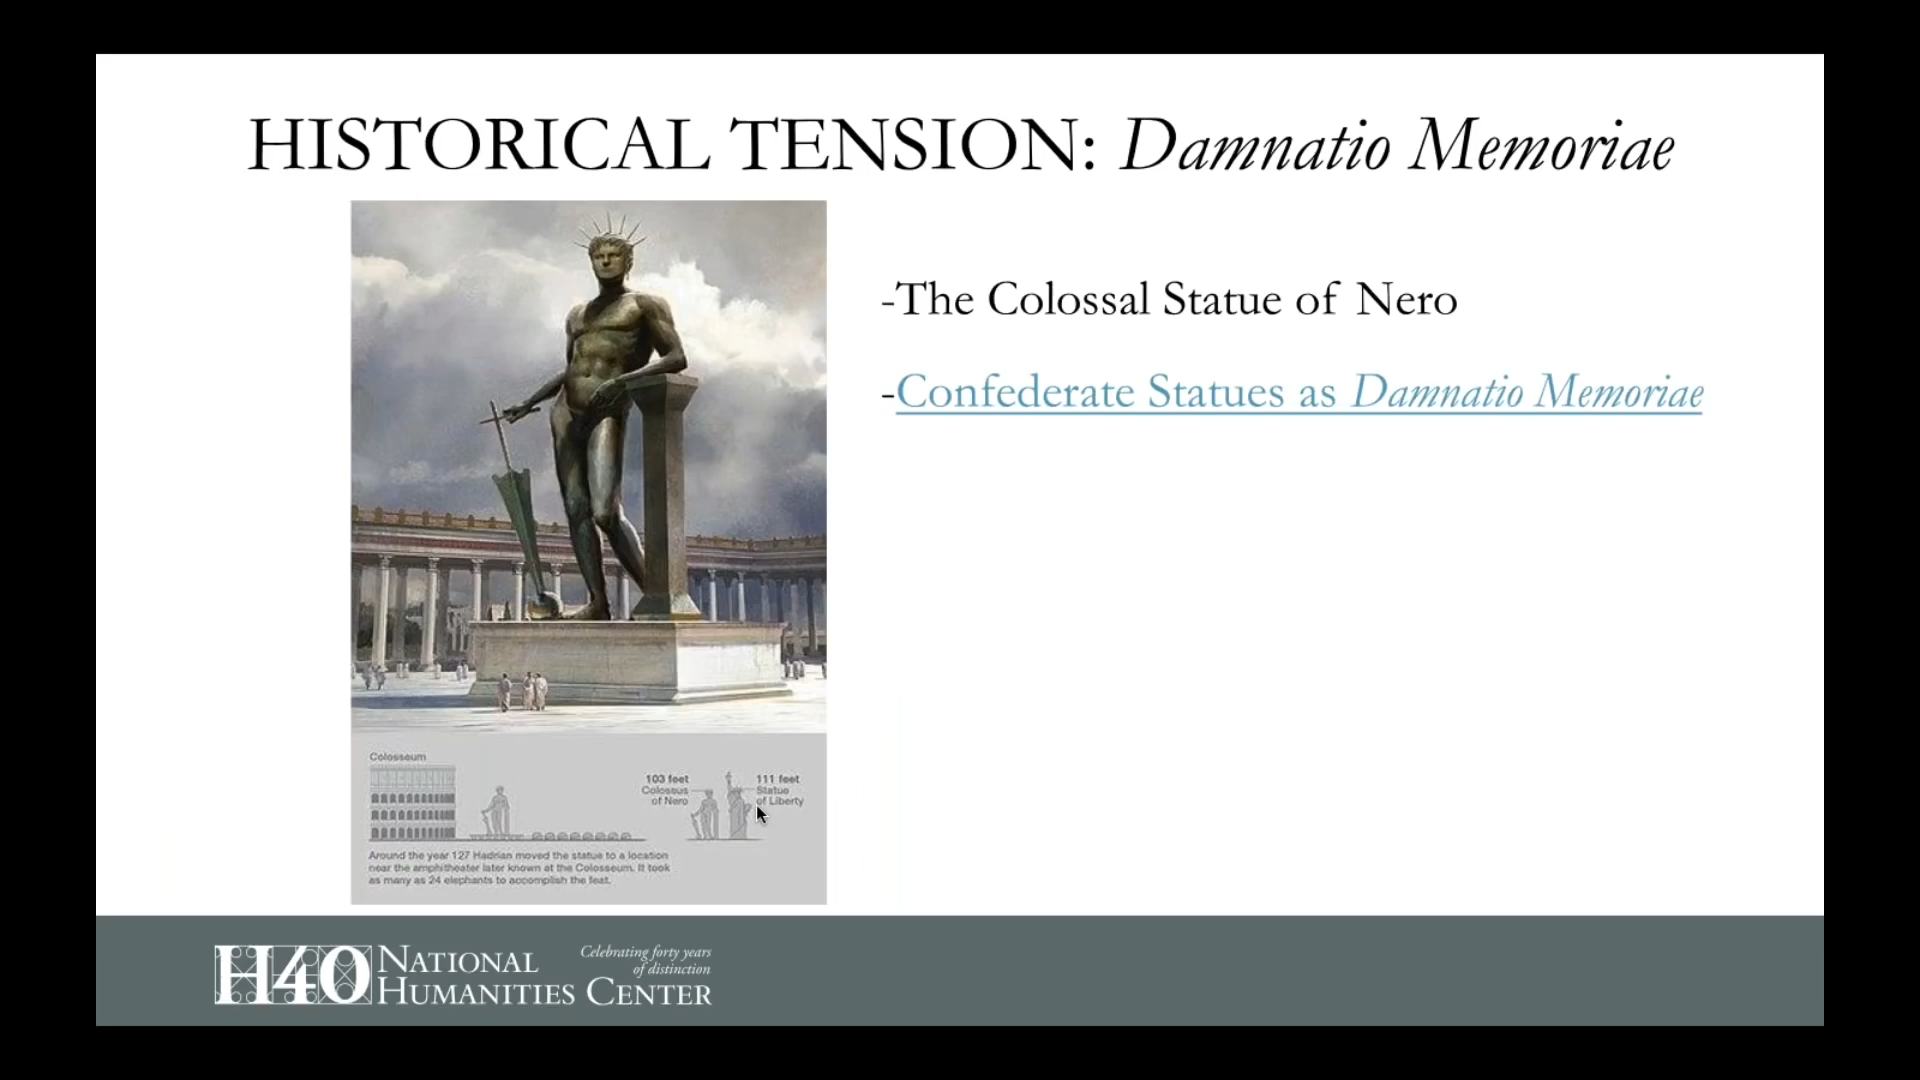 HISTORICAL TENSION: Damnatio Memoriae
-The Colossal Statue of Nero
-Confederate Statues as Damnatio Memoriae
Colosseum
103 feet
Colossus
of Nero
111 feet
Statue
of Liberty
Around the year 127 Hadrian moved the statue to a location
near the amphitheater later known at the Colosseum. It took
as many as 24 elephants to accomplish the feat.
H40
NATIONAL
HUMANITIES CENTER
Celebrating forty years
of distinction